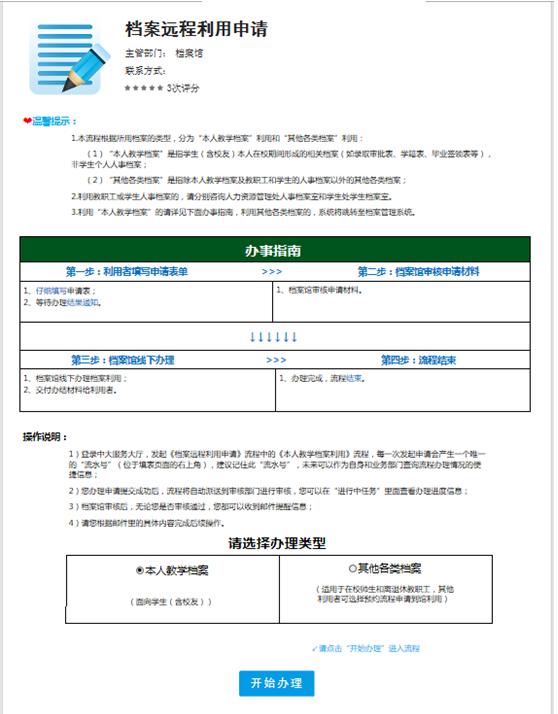 档案远程利用申请
主管部门： 档案馆
联系方式：
★★★★★ 3次评分
❤温馨提示：
1.本流程根据所用档案的类型，分为“本人教学档案”利用和“其他各类档案”利用：
（1）“本人教学档案”是指学生（含校友）本人在校期间形成的相关档案（如录取审批表、学籍表、毕业签领表等），
非学生个人人事档案；
（2）“其他各类档案”是指除本人教学档案及教职工和学生的人事档案以外的其他各类档案；
2.利用教职工或学生人事档案的，请分别咨询人力资源管理处人事档案室和学生处学生档案室。
3.利用“本人教学档案”的请详见下面办事指南，利用其他各类档案的，系统将跳转至档案管理系统。
办事指南
第一步：利用者填写申请表单 >>> 第二步：档案馆审核申请材料
1、仔细填写申请表； 1、档案馆审核申请材料。
2、等待办理结果通知。
↓↓↓↓↓↓
第三步：档案馆线下办理 >>> 第四步：流程结束
1、档案馆线下办理档案利用； 1、办理完成，流程结束。
2、交付办结材料给利用者。
操作说明：
1）登录中大服务大厅，发起《档案远程利用申请》流程中的《本人教学档案利用》流程，每一次发起申请会产生一个唯一
的“流水号”（位于填表页面的右上角），建议记住此“流水号”，未来可以作为自身和业务部门查询流程办理情况的便
捷信息；
2）您办理申请提交成功后，流程将自动派送到审核部门进行审核，您可以在“进行中任务”里面查看办理进度信息；
3）档案馆审核后，无论您是否审核通过，您都可以收到邮件提醒信息；
4）请您根据邮件里的具体内容完成后续操作。
请选择办理类型
本人教学档案 其他各类档案
（面向学生（含校友）） （适用于在校师生和离退休教职工，其他
利用者可选择预约流程申请到馆利用）
✓请点击“开始办理”进入流程
开始办理